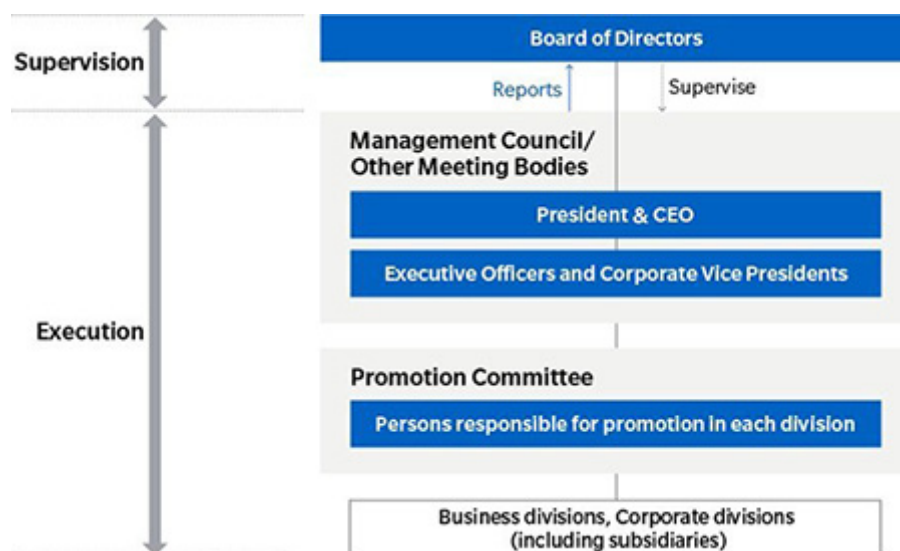 Board of Directors
Supervision
Reports
Supervise
Management Council/
Other Meeting Bodies
President & CEO
Executive Officers and Corporate Vice Presidents
Execution
Promotion Committee
Persons responsible for promotion in each division
Business divisions, Corporate divisions
(including subsidiaries)